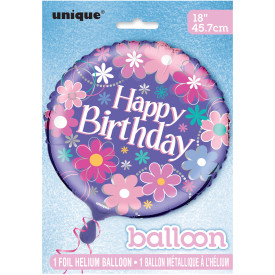 unique®
18"
45.7cm
Happy
Birthday
balloon
1 FOIL HELIUM BALLOON • 1 BALLON MÉTALLIQUE À L'HÉLIUM